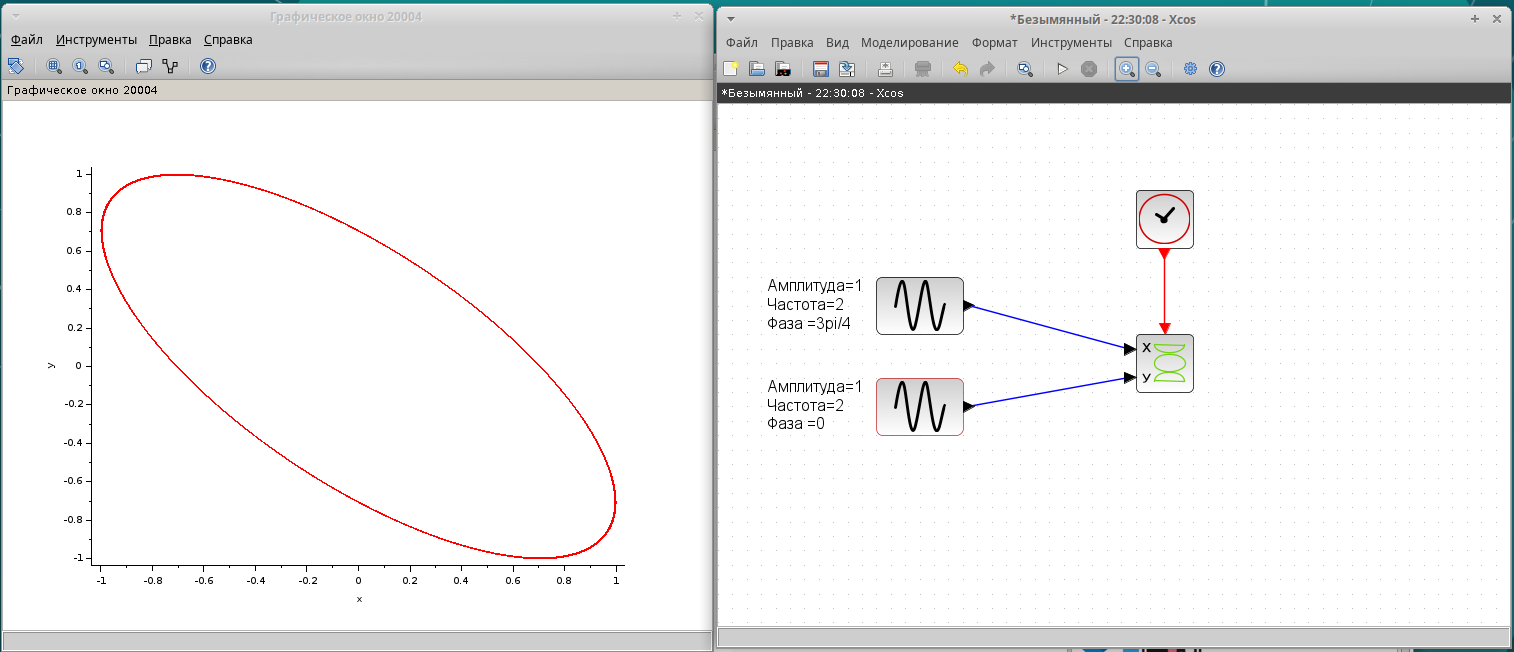 Графическое окно 20004
Файл Инструменты Правка Справка
Графическое окно 20004
1
0.8
0.6
0.4
0.2
0
-0.2
-0.4
-0.6
-0.8
-1
y
-1 -0.8 -0.6 -0.4 -0.2 0 0.2 0.4 0.6 0.8 1
x
*Безымянный - 22:30:08 - Xcos
Файл Правка Вид Моделирование Формат Инструменты Справка
*Безымянный - 22:30:08 - Xcos
Амплитуда=1
Частота=2
Фаза =3pi/4
X
У
Амплитуда=1
Частота=2
Фаза =0